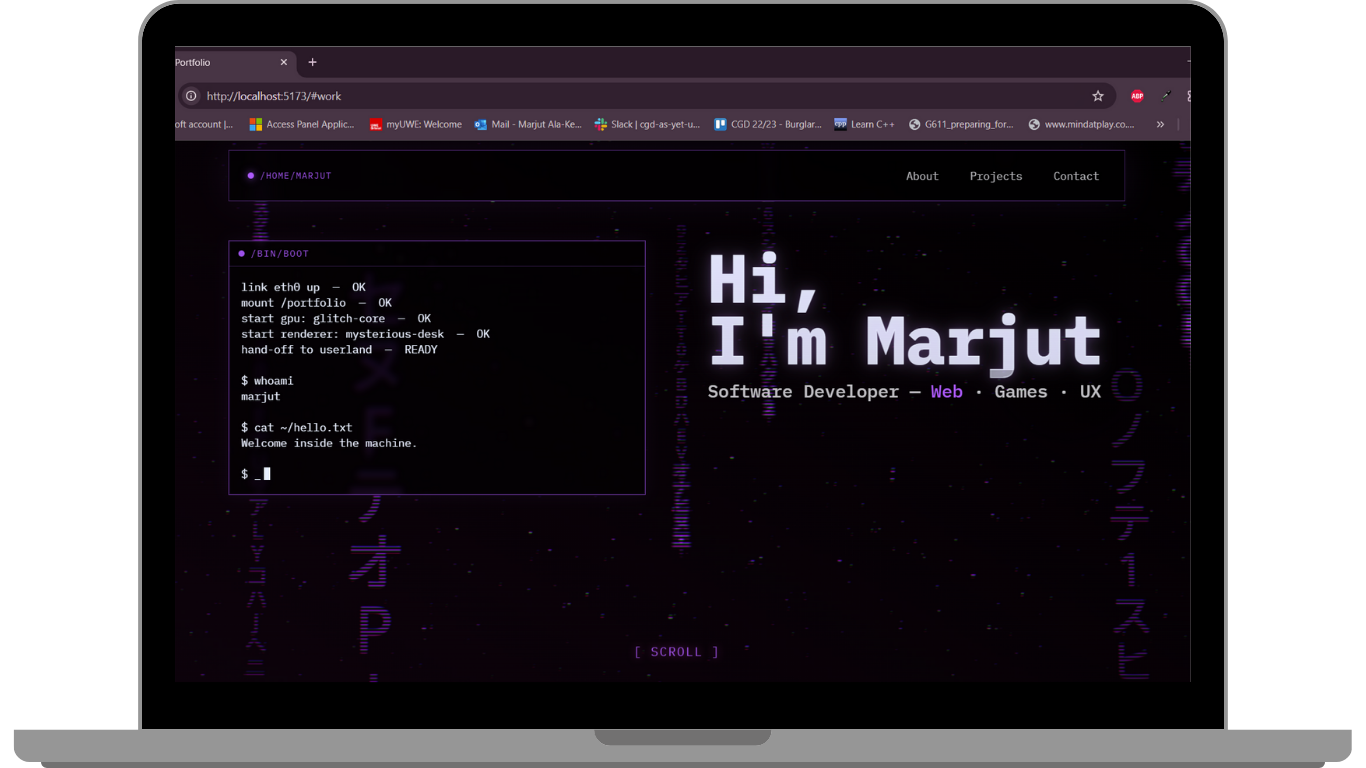 Portfolio
http://localhost:5173/#work
ABP
oft account |...
Access Panel Applic...
myUWE: Welcome
Mail - Marjut Ala-Ke...
Slack | cgd-as-yet-u...
CGD 22/23 - Burglar...
Learn C++
G611_preparing_for...
www.mindatplay.co....
/HOME/MARJUT
About
Projects
Contact
/BIN/BOOT
link eth0 up — OK
mount /portfolio — OK
start gpu: glitch-core — OK
start renderer: mysterious-desk — OK
hand-off to userland — READY
$ whoami
marjut
$ cat ~/hello.txt
Welcome inside the machine.
$ _
Hi,
I'm Marjut
Software Developer — Web · Games · UX
[ SCROLL ]